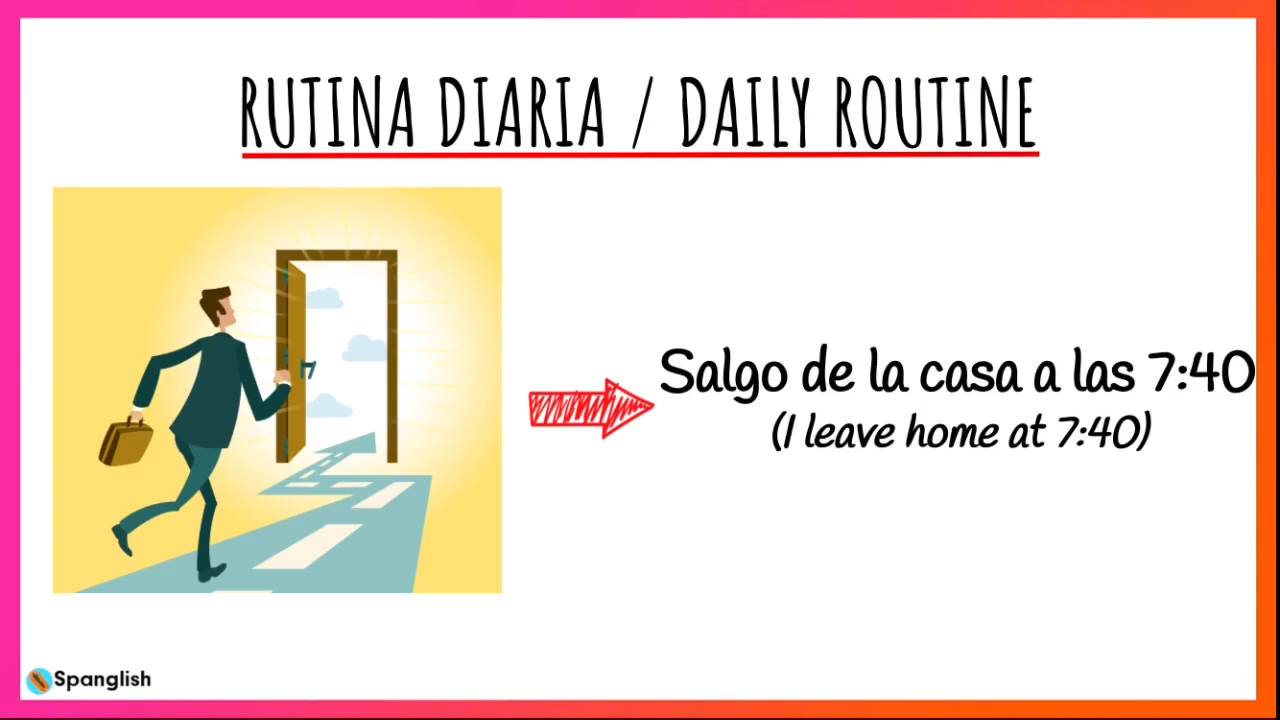 RUTINA DIARIA / DAILY ROUTINE
Salgo de la casa a las 7:40
(I leave home at 7:40)
Spanglish